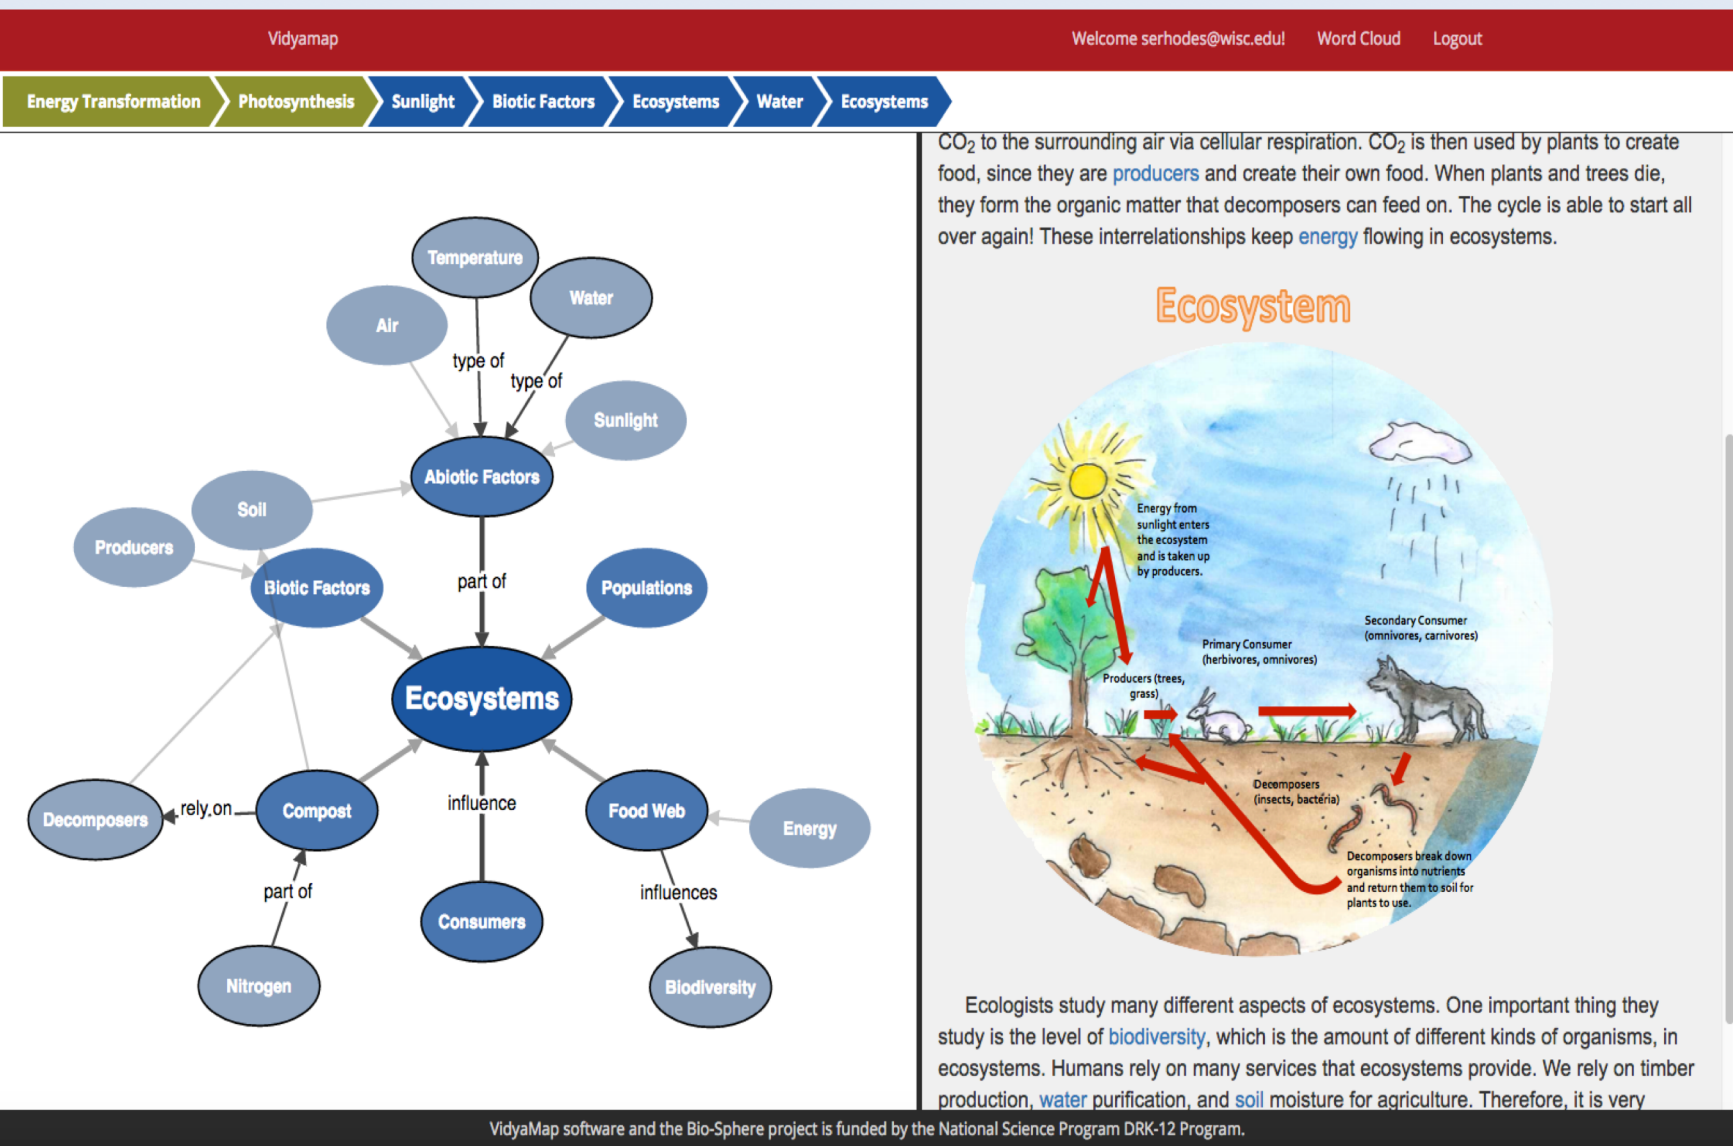 Vidyamap
Welcome serhodes@wisc.edu!
Word Cloud
Logout
Energy Transformation
Photosynthesis
Sunlight
Biotic Factors
Ecosystems
Water
Ecosystems
Temperature
Water
Air
type of
type of
Sunlight
Abiotic Factors
Soil
Producers
Biotic Factors
part of
Populations
Ecosystems
Decomposers
rely on
Compost
influence
Food Web
Energy
part of
influences
Consumers
Nitrogen
Biodiversity
CO2 to the surrounding air via cellular respiration. CO2 is then used by plants to create
food, since they are producers and create their own food. When plants and trees die,
they form the organic matter that decomposers can feed on. The cycle is able to start all
over again! These interrelationships keep energy flowing in ecosystems.
Ecosystem
Energy from
sunlight enters
the ecosystem
and is taken up
by producers.
Secondary Consumer
(omnivores, carnivores)
Primary Consumer
(herbivores, omnivores)
Producers (trees,
grass)
Decomposers
(insects, bacteria)
Decomposers break down
organisms into nutrients
and return them to soil for
plants to use.
Ecologists study many different aspects of ecosystems. One important thing they
study is the level of biodiversity, which is the amount of different kinds of organisms, in
ecosystems. Humans rely on many services that ecosystems provide. We rely on timber
production, water purification, and soil moisture for agriculture. Therefore, it is very
VidyaMap software and the Bio-Sphere project is funded by the National Science Program DRK-12 Program.